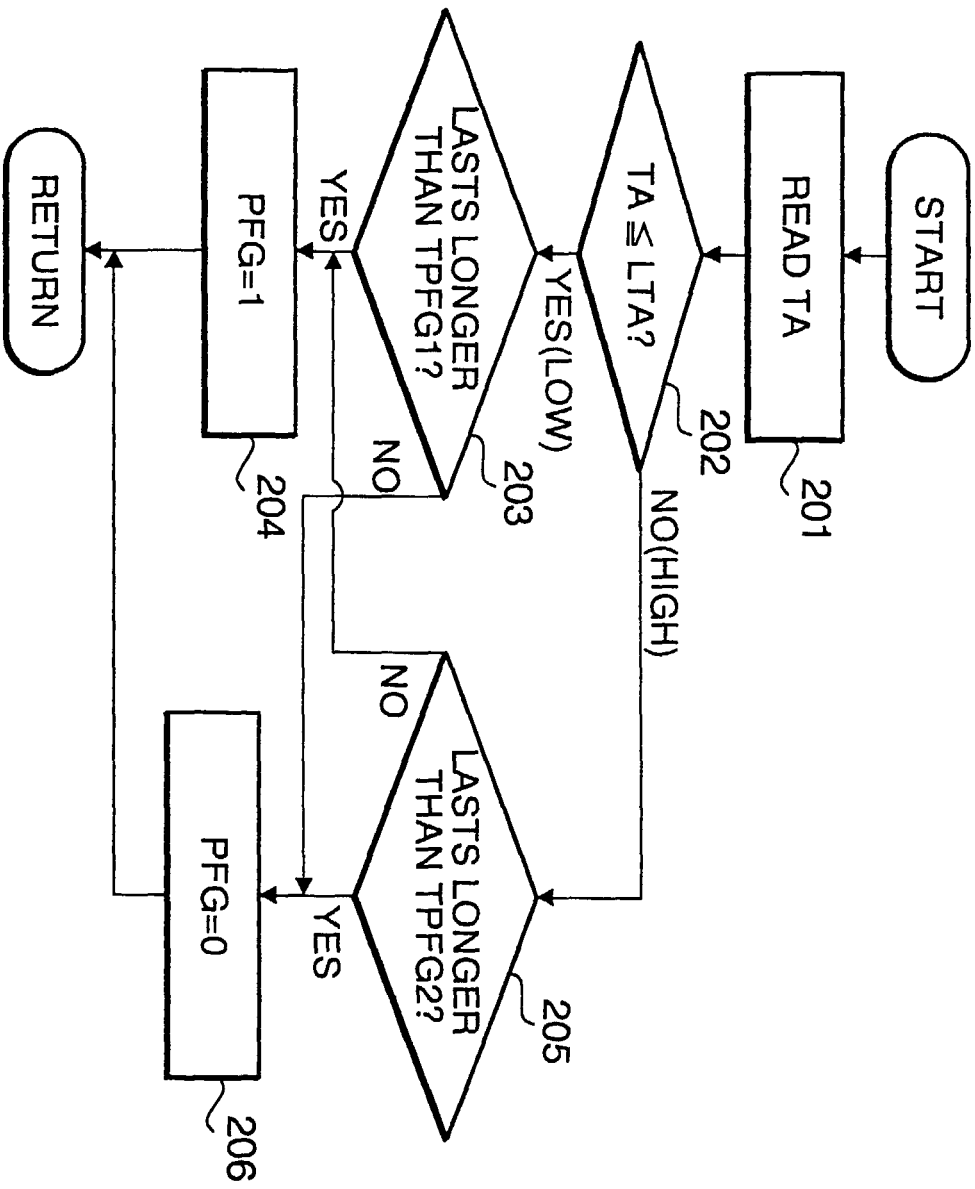 START
READ TA
201
TA ≦ LTA?
202
NO(HIGH)
YES(LOW)
LASTS LONGER
THAN TPFG1?
203
LASTS LONGER
THAN TPFG2?
205
YES
NO
NO
YES
PFG=1
204
PFG=0
206
RETURN